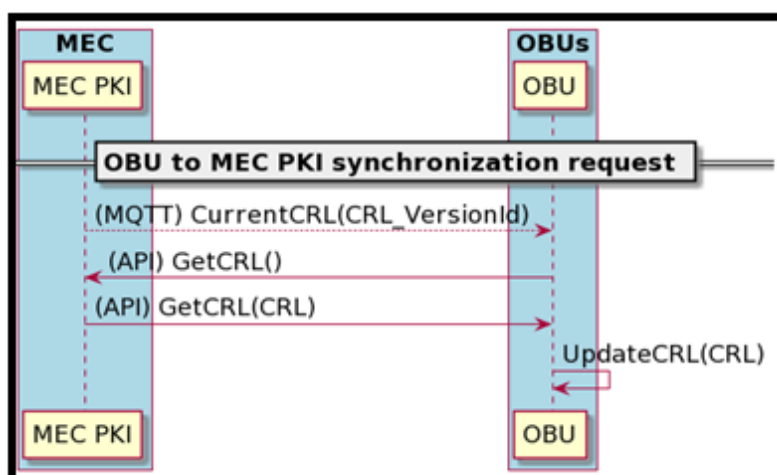 MEC
OBUs
MEC PKI
OBU
OBU to MEC PKI synchronization request
(MQTT) CurrentCRL(CRL_VersionId)
(API) GetCRL()
(API) GetCRL(CRL)
UpdateCRL(CRL)
MEC PKI
OBU